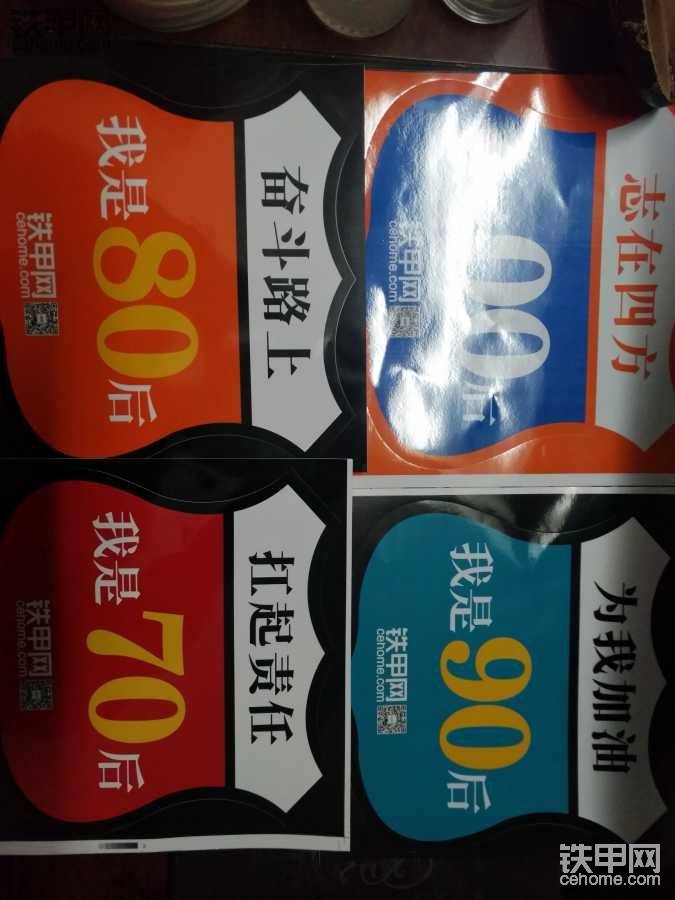 奋斗路上
我是80后
铁甲网
cehome.com
志在四方
00后
铁甲网
cehome.com
扛起责任
我是70后
铁甲网
cehome.com
为我加油
我是90后
铁甲网
cehome.com
铁甲网
cehome.com